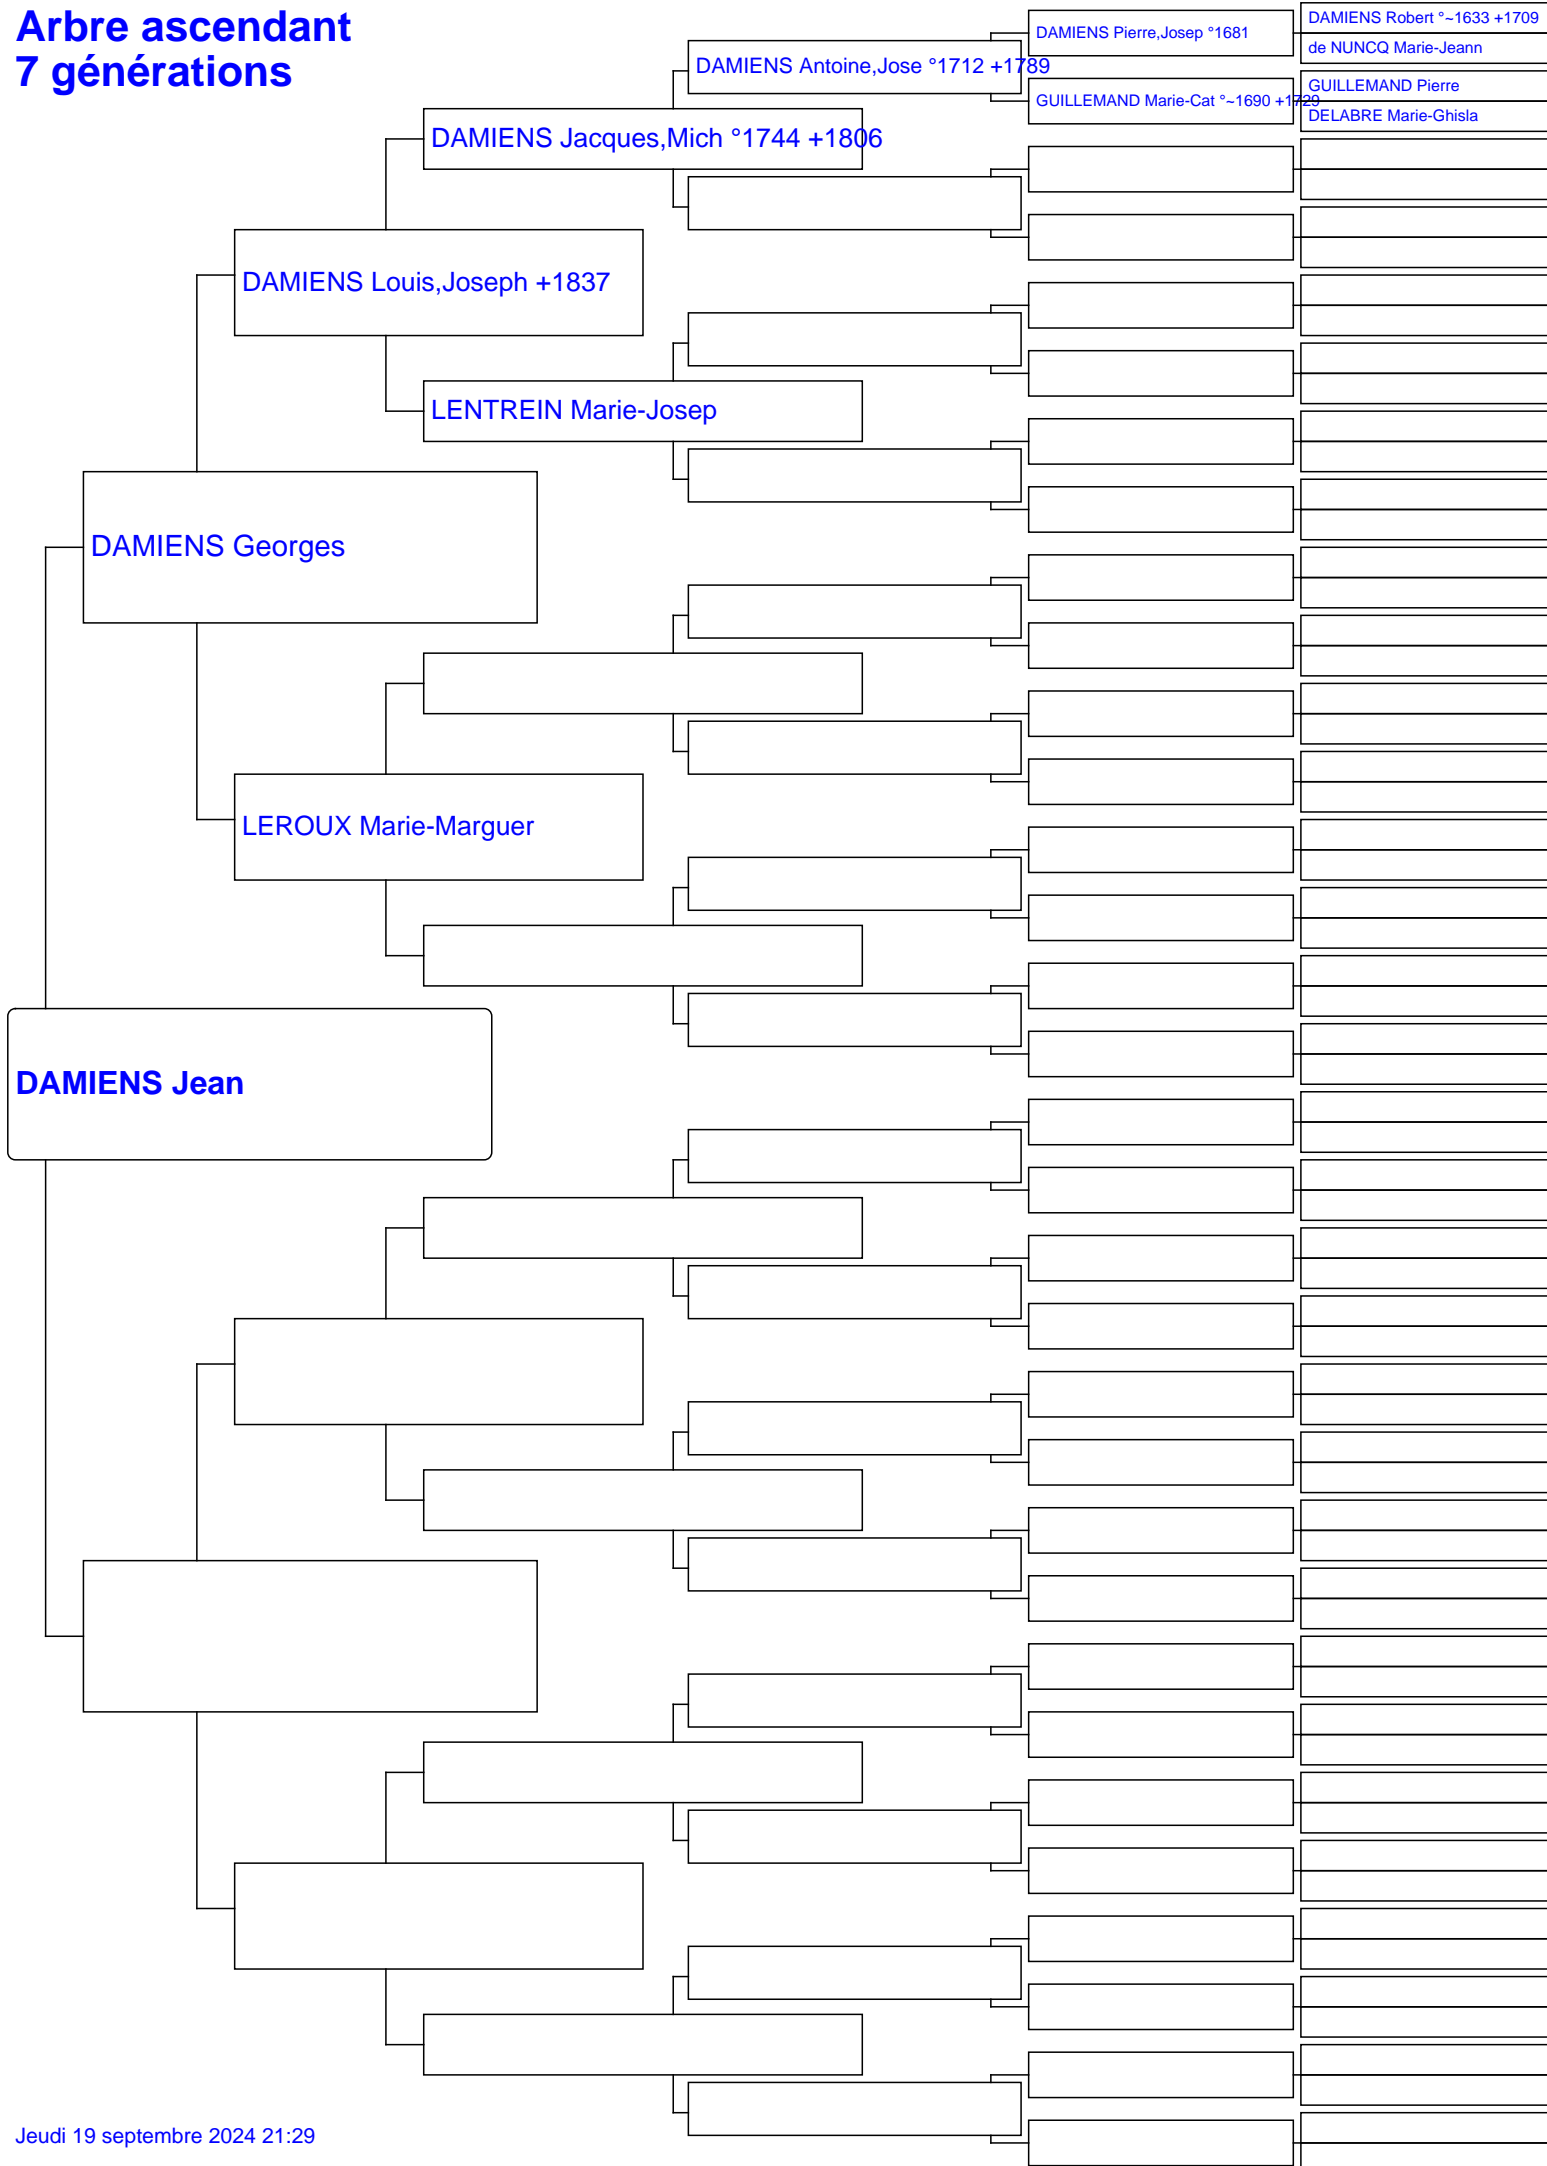 Arbre ascendant
7 générations
DAMIENS Robert °~1633 +1709
DAMIENS Pierre,Josep °1681
de NUNCQ Marie-Jeann
DAMIENS Antoine,Jose °1712 +1789
GUILLEMAND Pierre
GUILLEMAND Marie-Cat °~1690 +1729
DELABRE Marie-Ghisla
DAMIENS Jacques,Mich °1744 +1806
DAMIENS Louis,Joseph +1837
LENTREIN Marie-Josep
DAMIENS Georges
LEROUX Marie-Marguer
DAMIENS Jean
Jeudi 19 septembre 2024 21:29